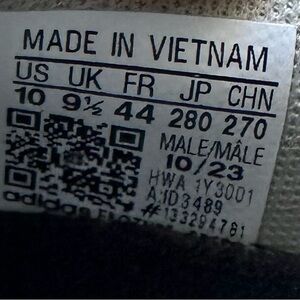 MADE IN VIETNAM
US UK FR JP CHN
10 9½ 44 280 270
MALE/MÂLE
10/23
HWA 1Y3001
A1D3489
#133294781
adidas